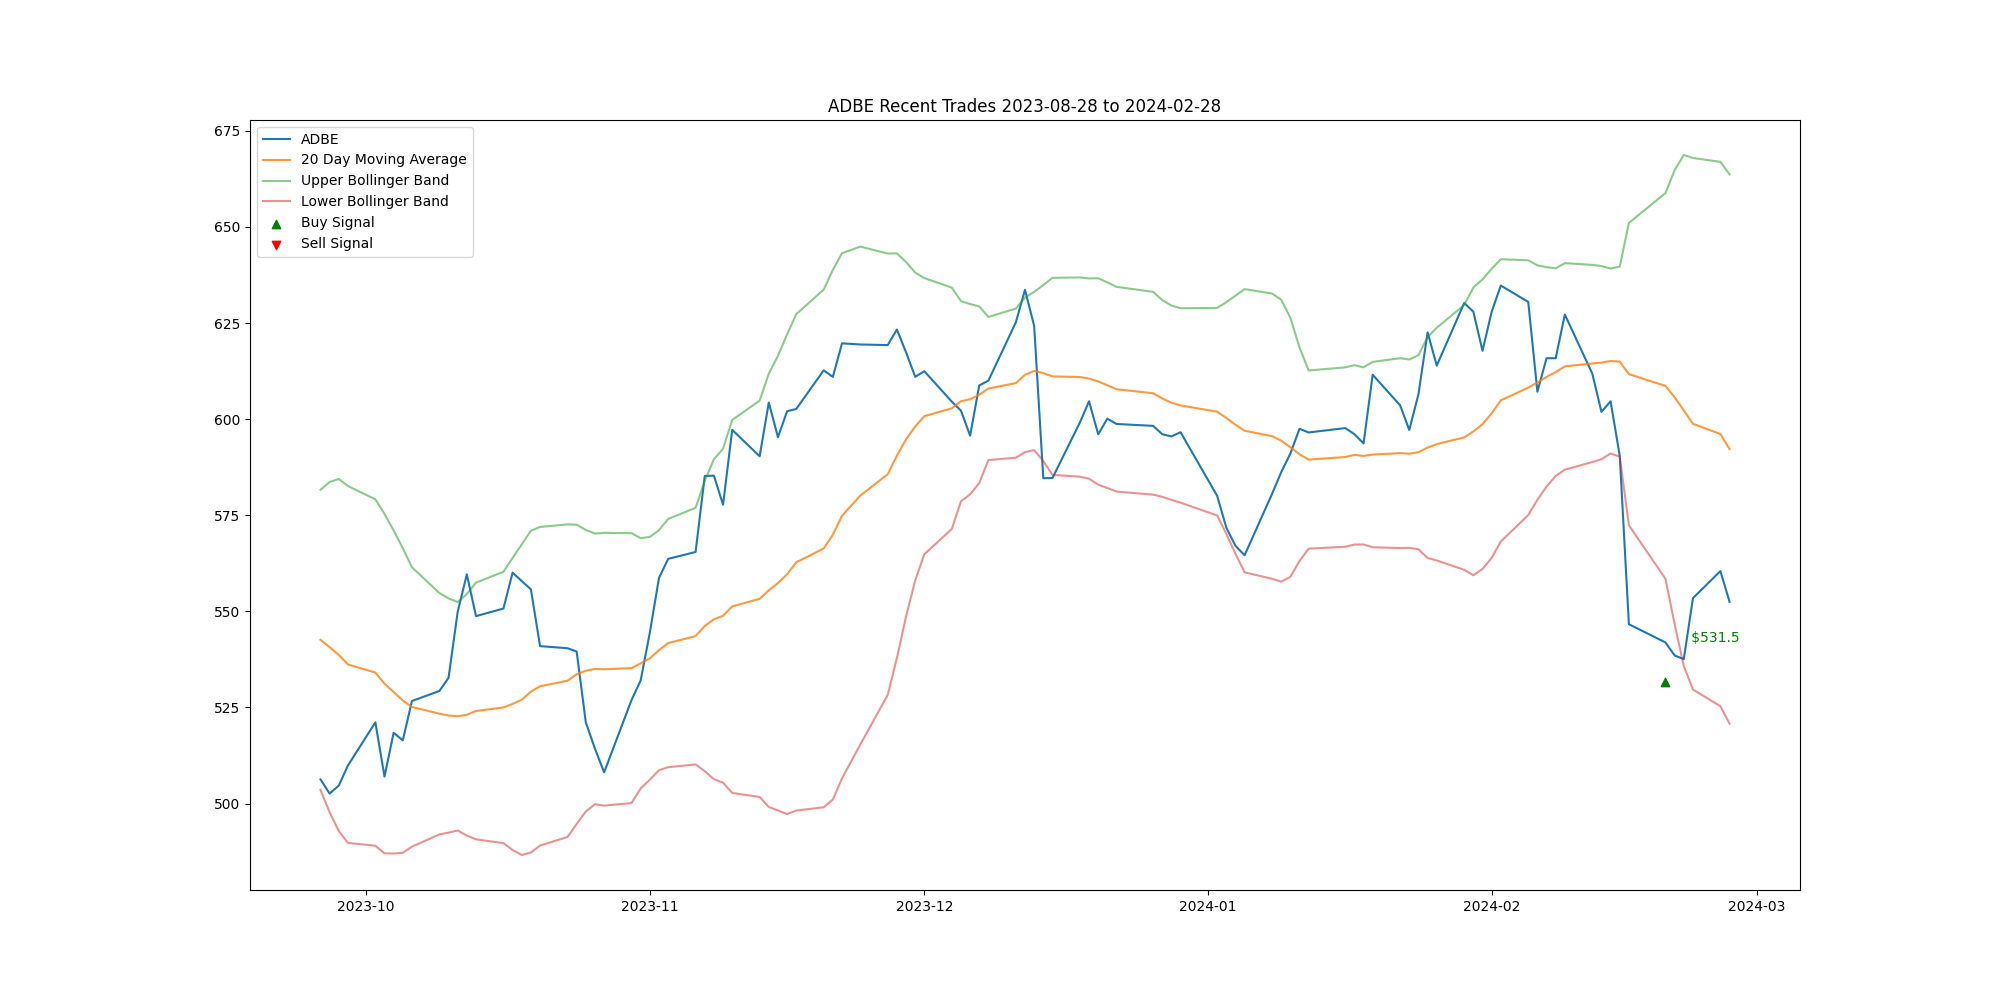 ADBE Recent Trades 2023-08-28 to 2024-02-28
675
650
625
600
575
550
525
500
ADBE
20 Day Moving Average
Upper Bollinger Band
Lower Bollinger Band
Buy Signal
Sell Signal
$531.5
2023-10
2023-11
2023-12
2024-01
2024-02
2024-03